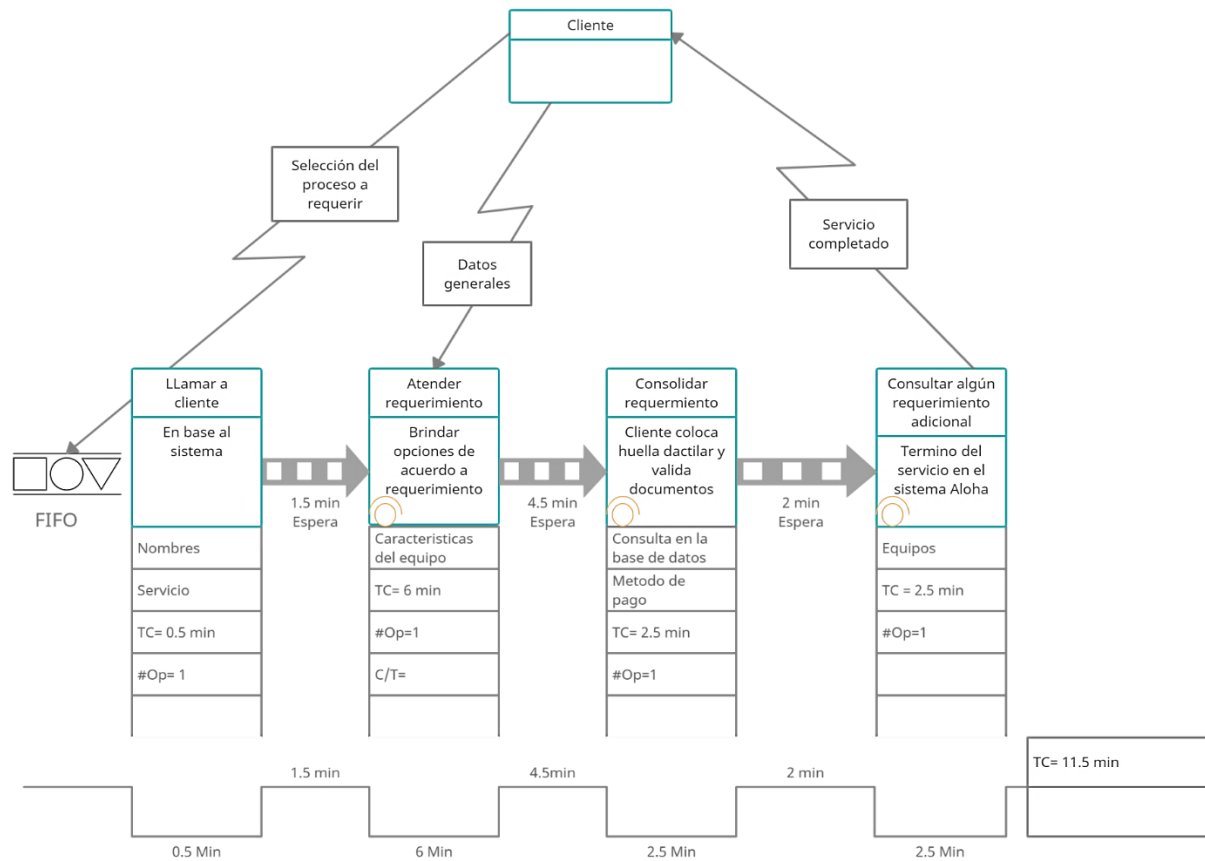 Cliente
Selección del
proceso a
requerir
Datos
generales
Servicio
completado
FIFO
LLamar a
cliente
En base al
sistema
Nombres
Servicio
TC= 0.5 min
#Op= 1
1.5 min
Espera
Atender
requerimiento
Brindar
opciones de
acuerdo a
requerimiento
Caracteristicas
del equipo
TC= 6 min
#Op=1
C/T=
4.5 min
Espera
Consolidar
requermiento
Cliente coloca
huella dactilar y
valida
documentos
Consulta en la
base de datos
Metodo de
pago
TC= 2.5 min
#Op=1
2 min
Espera
Consultar algún
requerimiento
adicional
Termino del
servicio en el
sistema Aloha
Equipos
TC = 2.5 min
#Op=1
1.5 min
4.5min
2 min
TC= 11.5 min
0.5 Min
6 Min
2.5 Min
2.5 Min